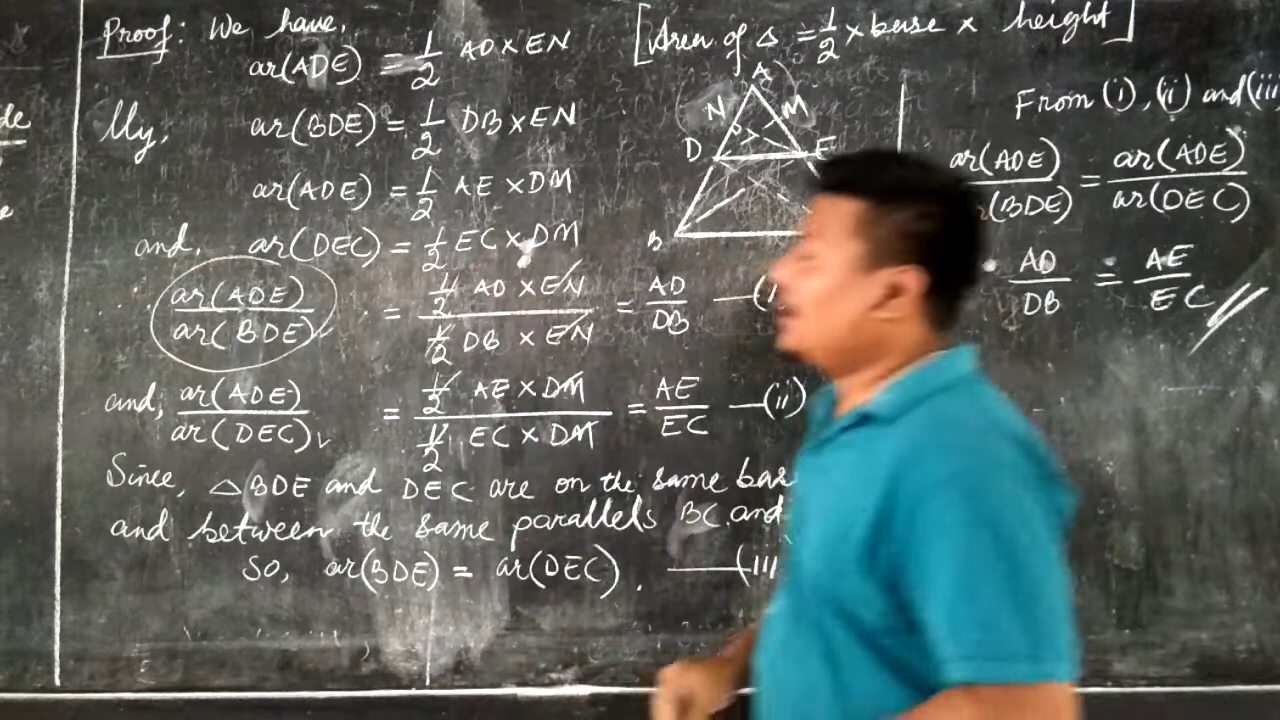 de
e
Proof: We have,
ar(ADE) = 1/2 AD×EN [Area of △ = 1/2 × base × height]
lly, ar(BDE) = 1/2 DB×EN
ar(ADE) = 1/2 AE×DM
and, ar(DEC) = 1/2 EC×DM
∴ ar(ADE)/ar(BDE) = 1/2 AD × EN / 1/2 DB × EN = AD/DB —(i
and, ar(ADE)/ar(DEC) = 1/2 AE × DM / 1/2 EC × DM = AE/EC —(ii)
Since, △BDE and DEC are on the same bas
and between the same parallels BC and
So, ar(BDE) = ar(DEC). —(iii
A
N M
D E
B
From (i), (ii) and (iii
ar(ADE)/r(BDE) = ar(ADE)/ar(DEC)
AD/DB = AE/EC